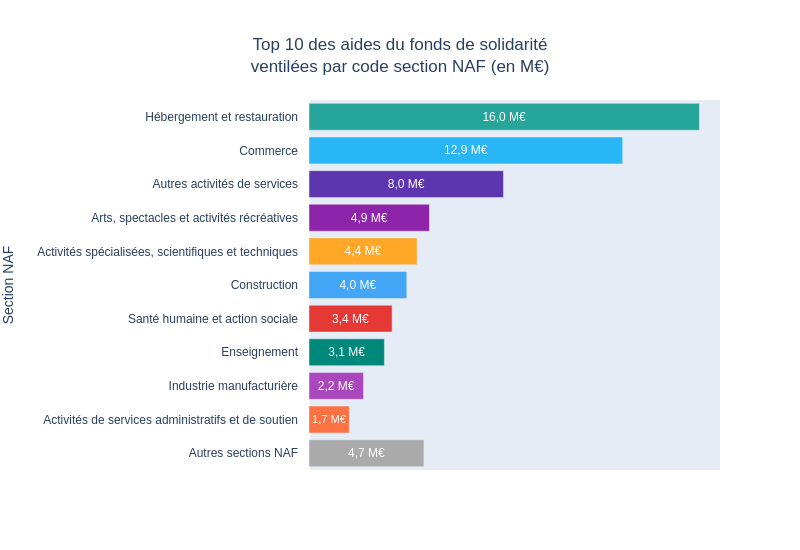 Top 10 des aides du fonds de solidarité
ventilées par code section NAF (en M€)
Section NAF
Hébergement et restauration 16,0 M€
Commerce 12,9 M€
Autres activités de services 8,0 M€
Arts, spectacles et activités récréatives 4,9 M€
Activités spécialisées, scientifiques et techniques 4,4 M€
Construction 4,0 M€
Santé humaine et action sociale 3,4 M€
Enseignement 3,1 M€
Industrie manufacturière 2,2 M€
Activités de services administratifs et de soutien 1,7 M€
Autres sections NAF 4,7 M€